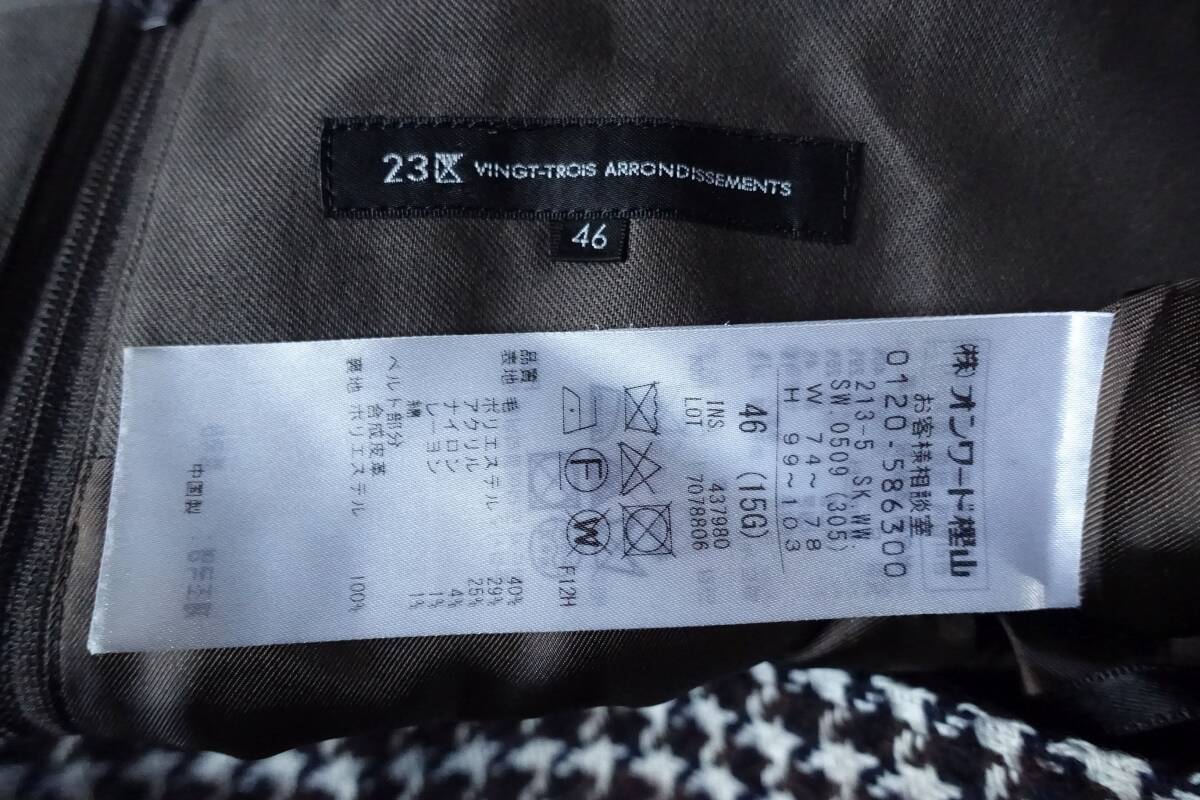 23区 VINGT-TROIS ARRONDISSEMENTS
46
(株)オンワード樫山
お客様相談室
0120-586300
213-5 SK.WW.
SW.0509 (305)
W 74~ 78
H 99~103
46 (15G)
INS. 437980
LOT 7078806
F
W
F12H
品質
表地 毛 40%
ポリエステル 29%
アクリル 25%
ナイロン 4%
レーヨン 1%
綿 1%
ベルト部分
合成皮革
裏地 ポリエステル 100%
中国製